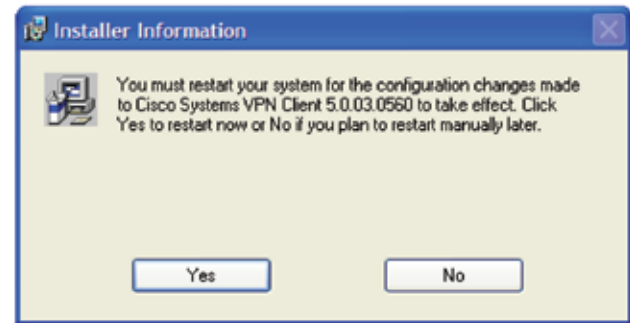 Installer Information
You must restart your system for the configuration changes made
to Cisco Systems VPN Client 5.0.03.0560 to take effect. Click
Yes to restart now or No if you plan to restart manually later.
Yes
No